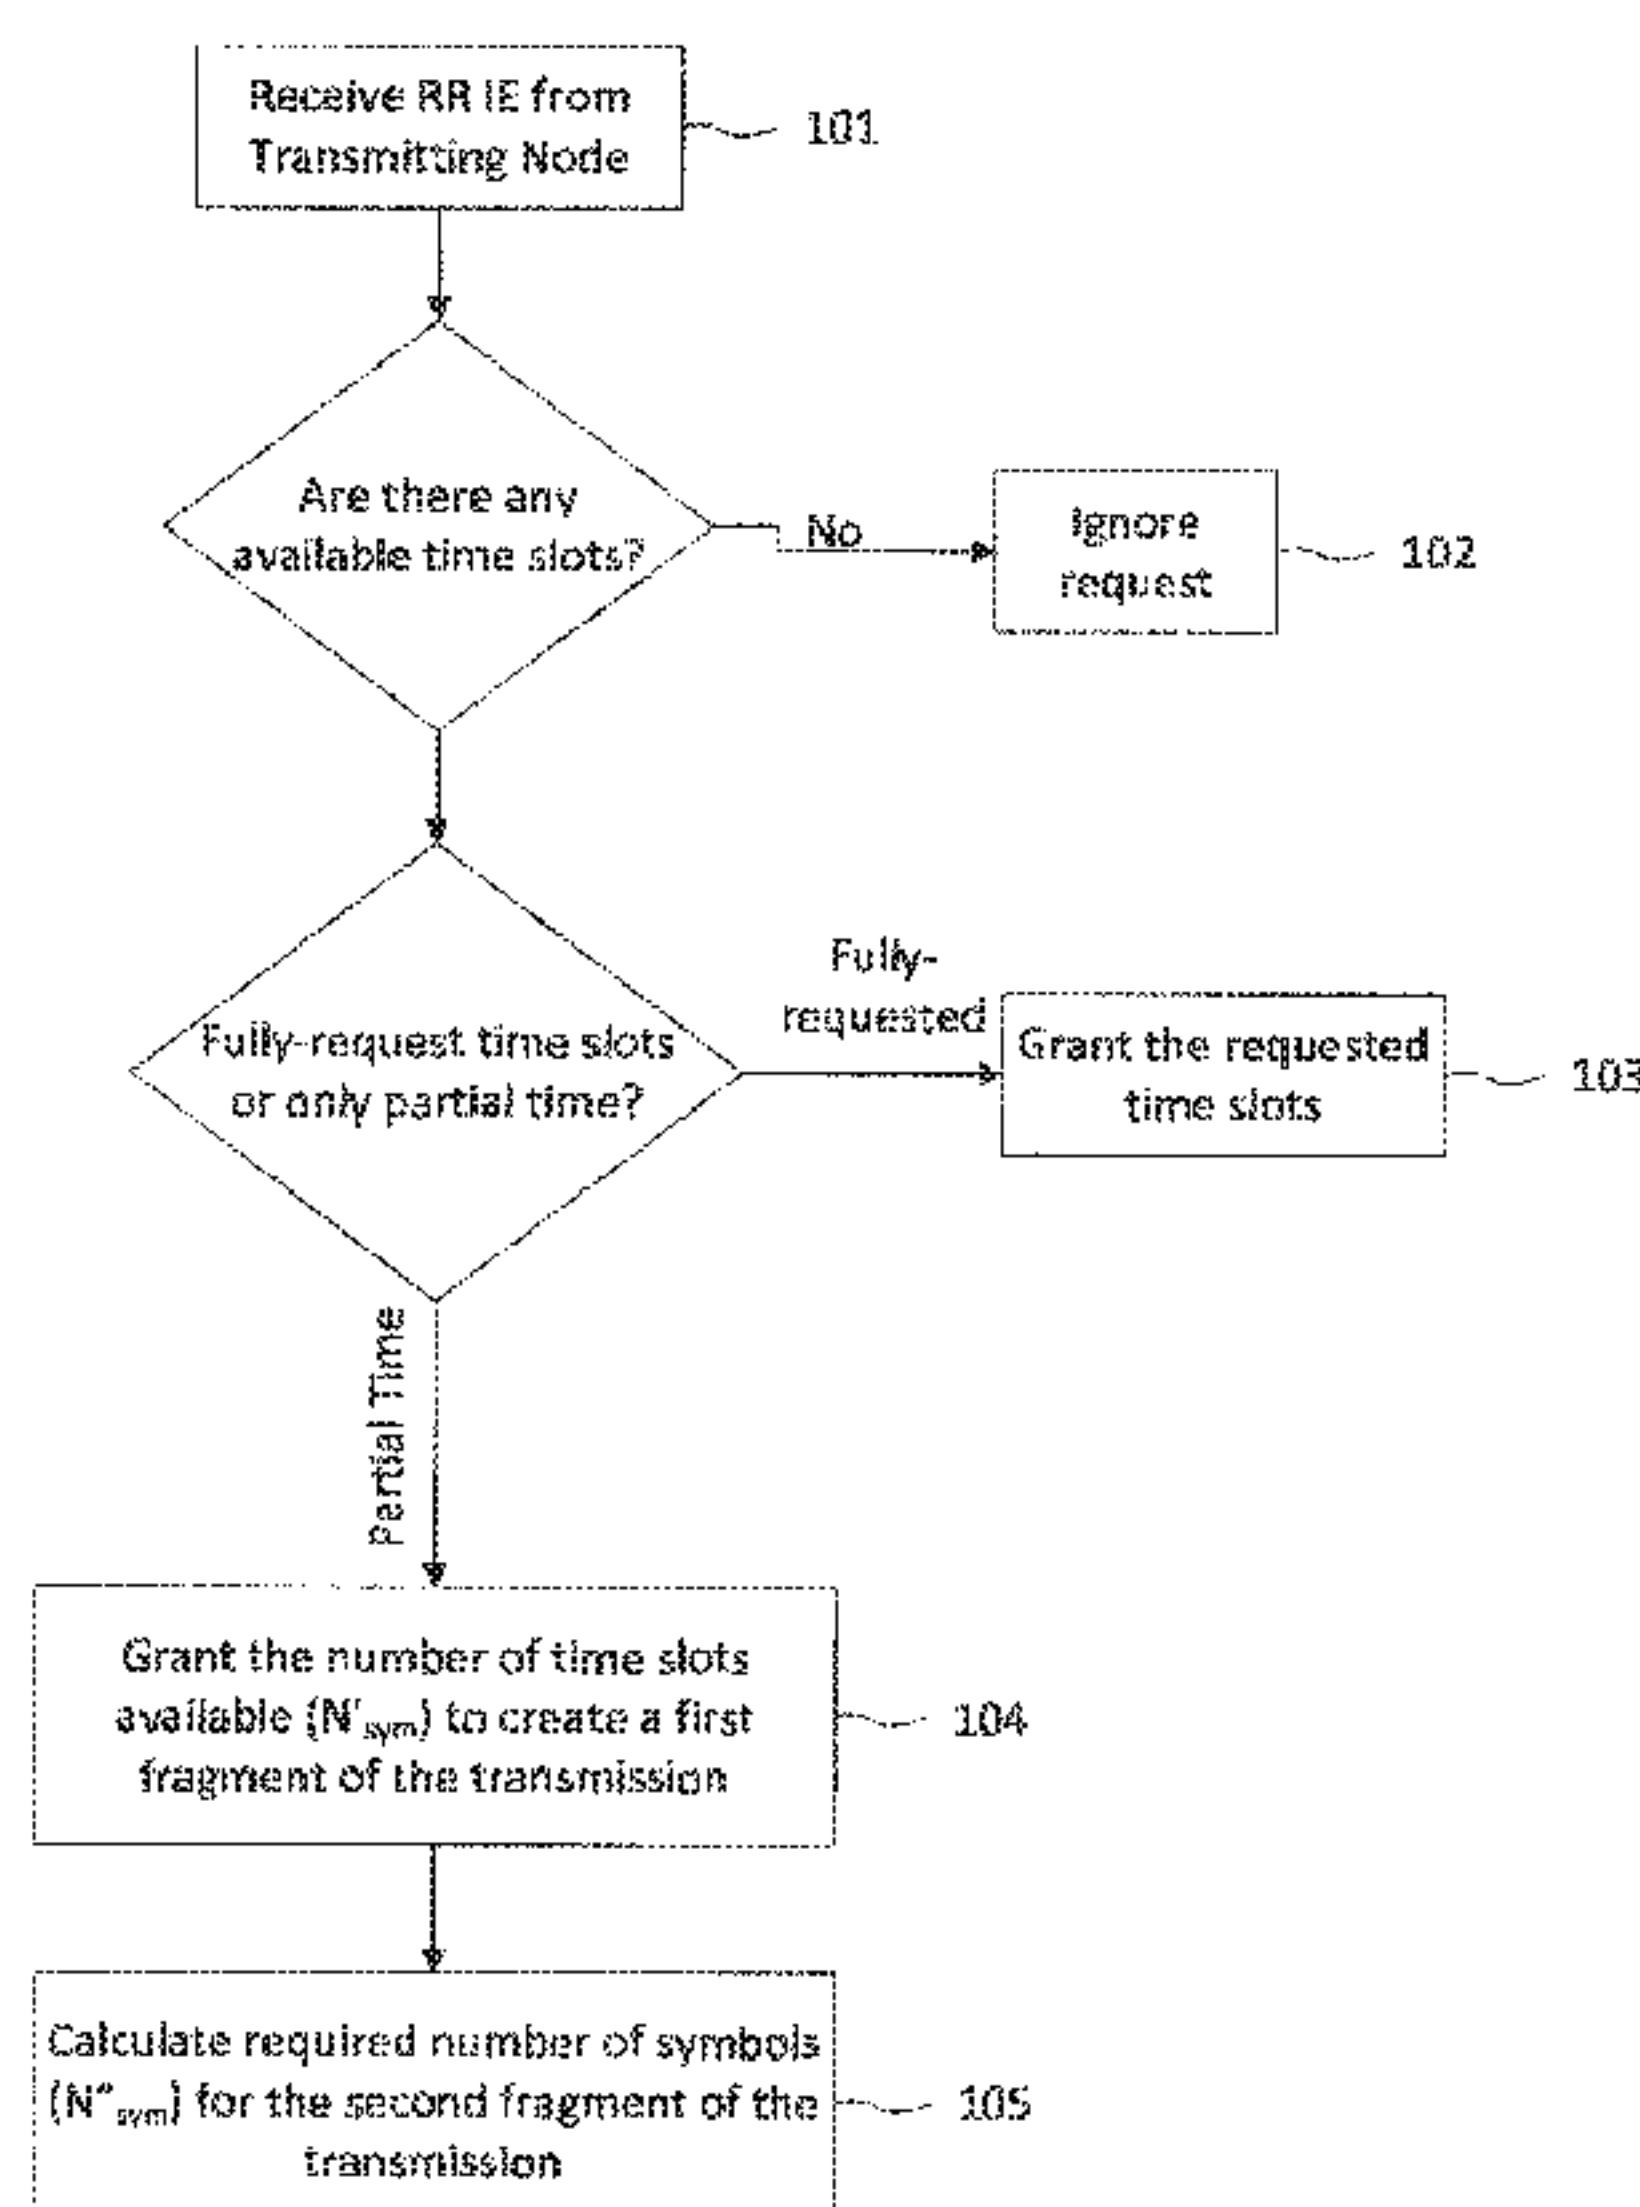 Receive RR IE from
Transmitting Node
101
Are there any
available time slots?
No
Ignore
request
102
Fully-request time slots
or only partial time?
Fully-
requested
Grant the requested
time slots
103
Partial Time
Grant the number of time slots
available (N'sym) to create a first
fragment of the transmission
104
Calculate required number of symbols
(N"sym) for the second fragment of the
transmission
105